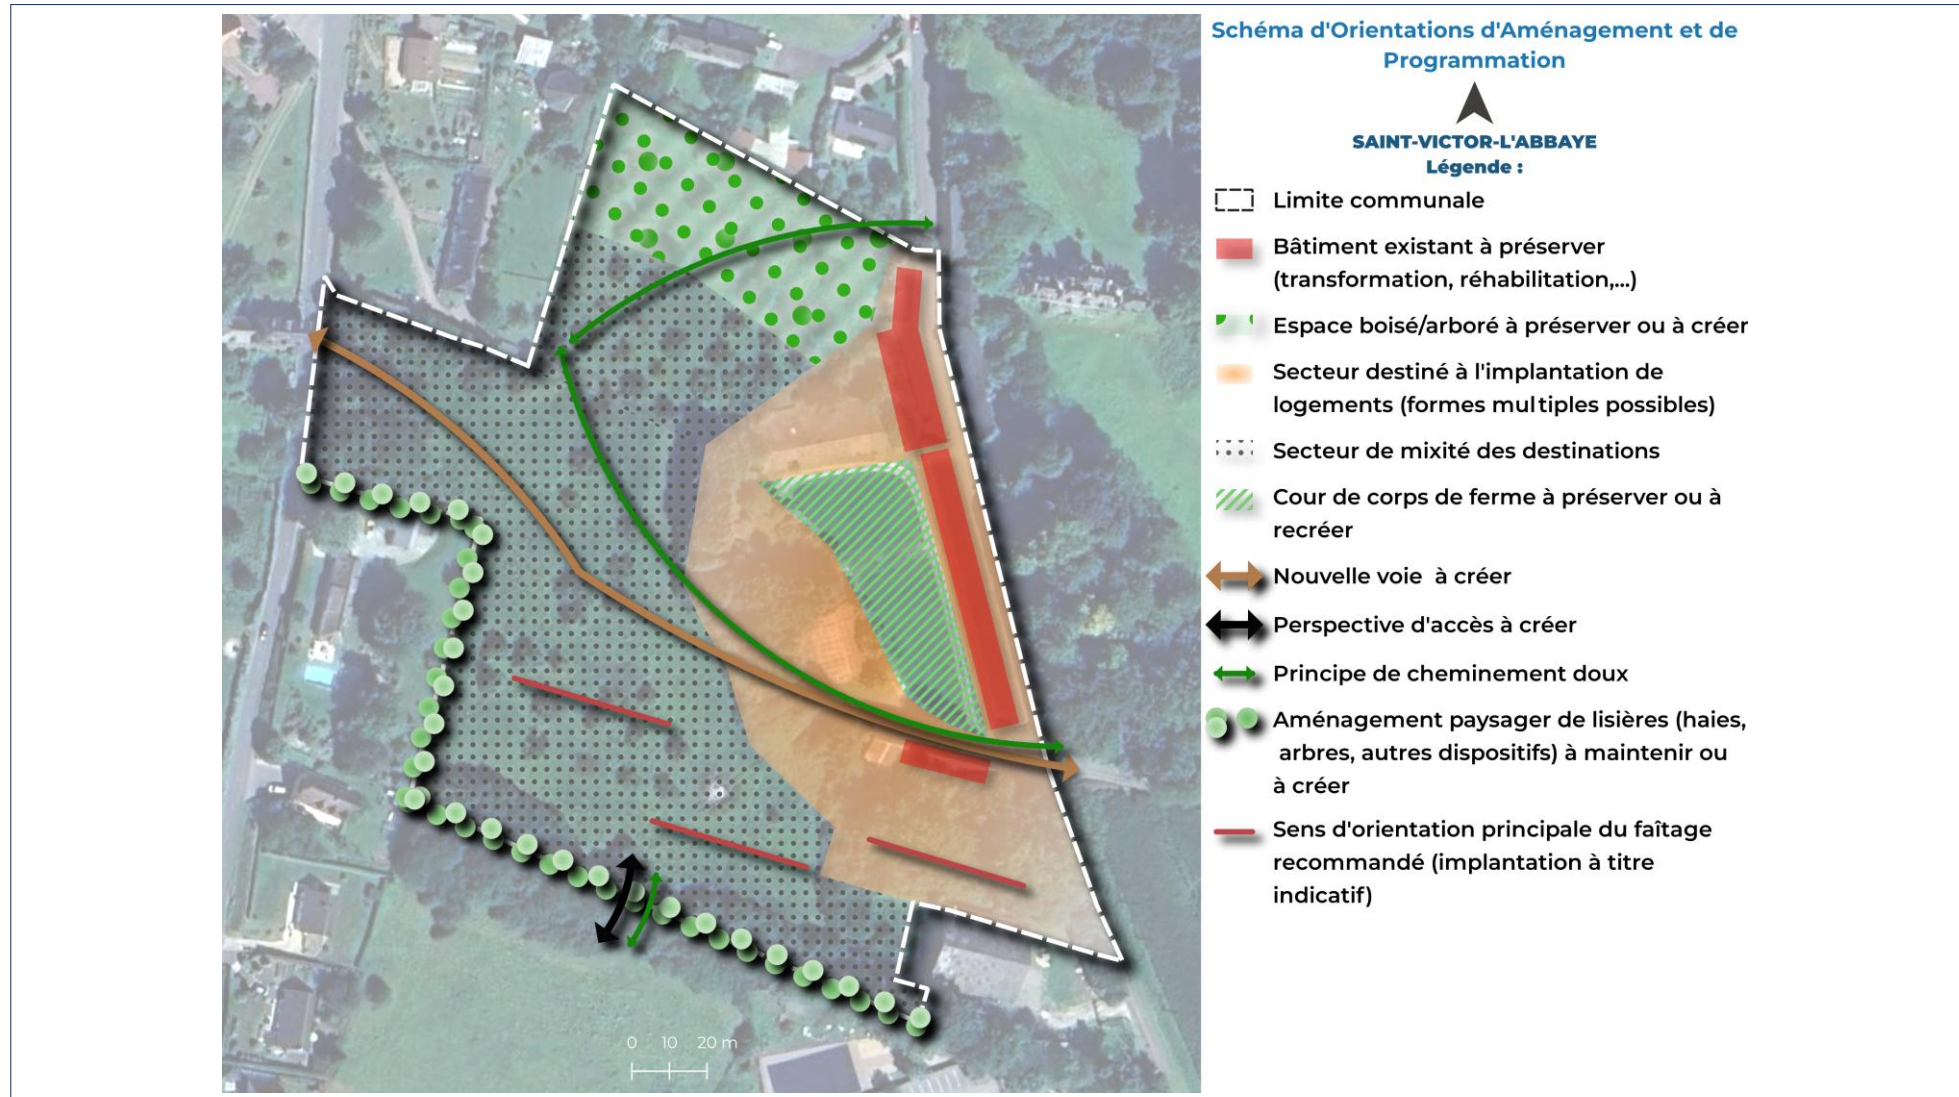 Schéma d'Orientations d'Aménagement et de
Programmation
SAINT-VICTOR-L'ABBAYE
Légende :
Limite communale
Bâtiment existant à préserver
(transformation, réhabilitation,...)
Espace boisé/arboré à préserver ou à créer
Secteur destiné à l'implantation de
logements (formes multiples possibles)
Secteur de mixité des destinations
Cour de corps de ferme à préserver ou à
recréer
Nouvelle voie à créer
Perspective d'accès à créer
Principe de cheminement doux
Aménagement paysager de lisières (haies,
arbres, autres dispositifs) à maintenir ou
à créer
Sens d'orientation principale du faîtage
recommandé (implantation à titre
indicatif)
0 10 20 m